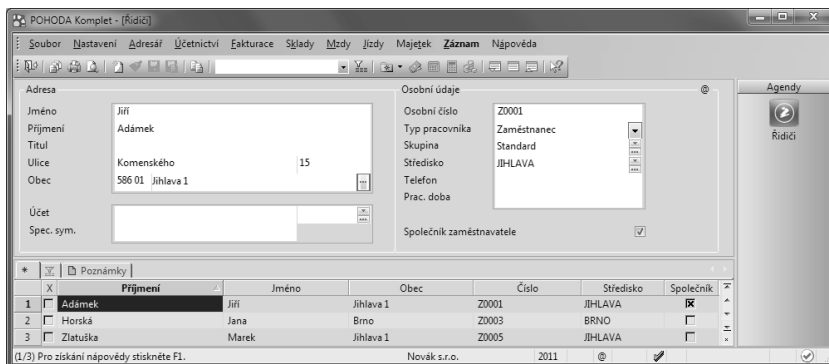 POHODA Komplet - [Řidiči]
Soubor Nastavení Adresář Účetnictví Fakturace Sklady Mzdy Jízdy Majetek Záznam Nápověda
Adresa
Jméno Jiří
Příjmení Adámek
Titul
Ulice Komenského 15
Obec 586 01 Jihlava 1
Účet
Spec. sym.
Osobní údaje @
Osobní číslo Z0001
Typ pracovníka Zaměstnanec
Skupina Standard
Středisko JIHLAVA
Telefon
Prac. doba
Společník zaměstnavatele
Agendy
Řidiči
* Poznámky
X Příjmení Jméno Obec Číslo Středisko Společník
1 Adámek Jiří Jihlava 1 Z0001 JIHLAVA
2 Horská Jana Brno Z0003 BRNO
3 Zlatuška Marek Jihlava 1 Z0005 JIHLAVA
(1/3) Pro získání nápovědy stiskněte F1. Novák s.r.o. 2011 @